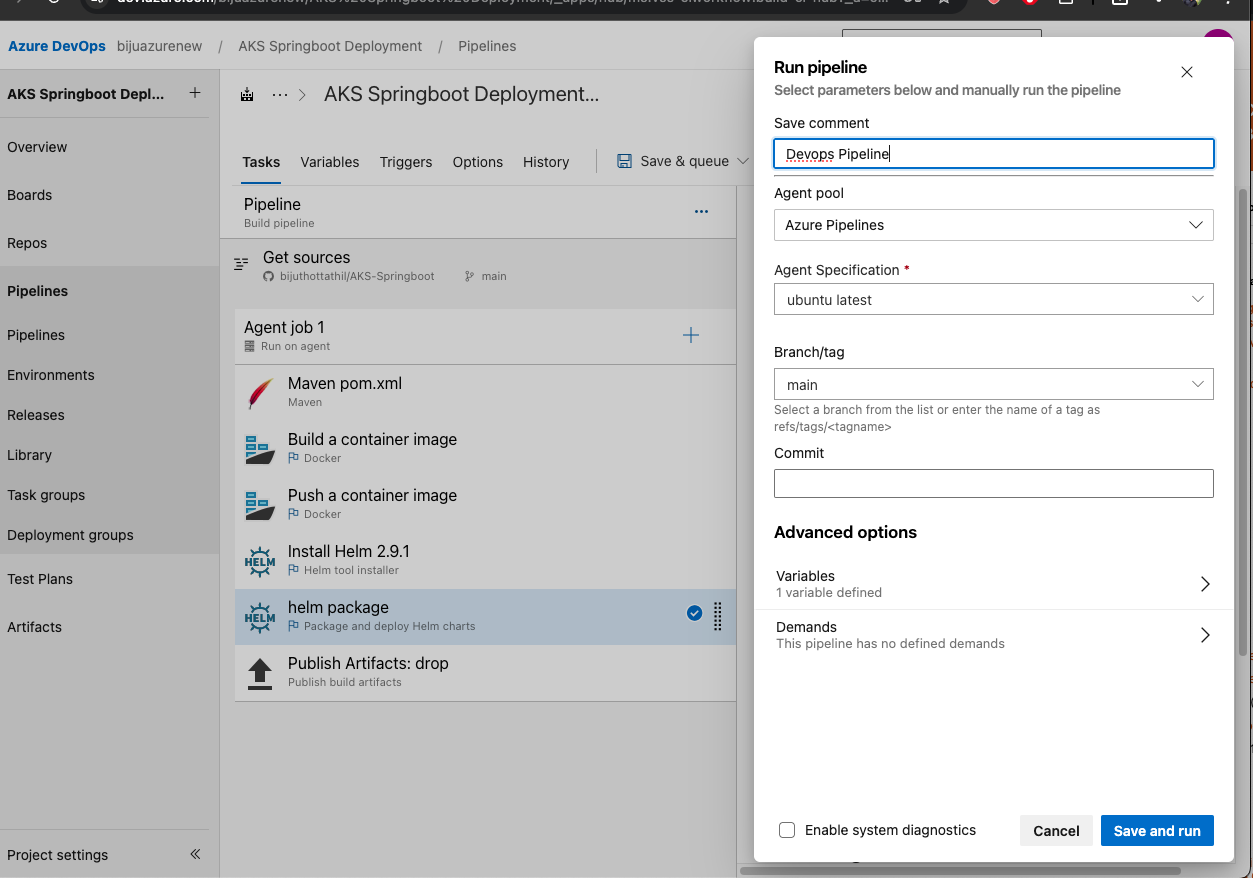 Azure DevOps bijuazurenew / AKS Springboot Deployment / Pipelines
AKS Springboot Depl...
Overview
Boards
Repos
Pipelines
Pipelines
Environments
Releases
Library
Task groups
Deployment groups
Test Plans
Artifacts
Project settings
AKS Springboot Deployment...
Tasks Variables Triggers Options History Save & queue
Pipeline
Build pipeline
Get sources
bijuthottathil/AKS-Springboot main
Agent job 1
Run on agent
Maven pom.xml
Maven
Build a container image
Docker
Push a container image
Docker
HELM
Install Helm 2.9.1
Helm tool installer
HELM
helm package
Package and deploy Helm charts
Publish Artifacts: drop
Publish build artifacts
Run pipeline
Select parameters below and manually run the pipeline
Save comment
Devops Pipeline
Agent pool
Azure Pipelines
Agent Specification *
ubuntu latest
Branch/tag
main
Select a branch from the list or enter the name of a tag as
refs/tags/<tagname>
Commit
Advanced options
Variables
1 variable defined
Demands
This pipeline has no defined demands
Enable system diagnostics
Cancel
Save and run